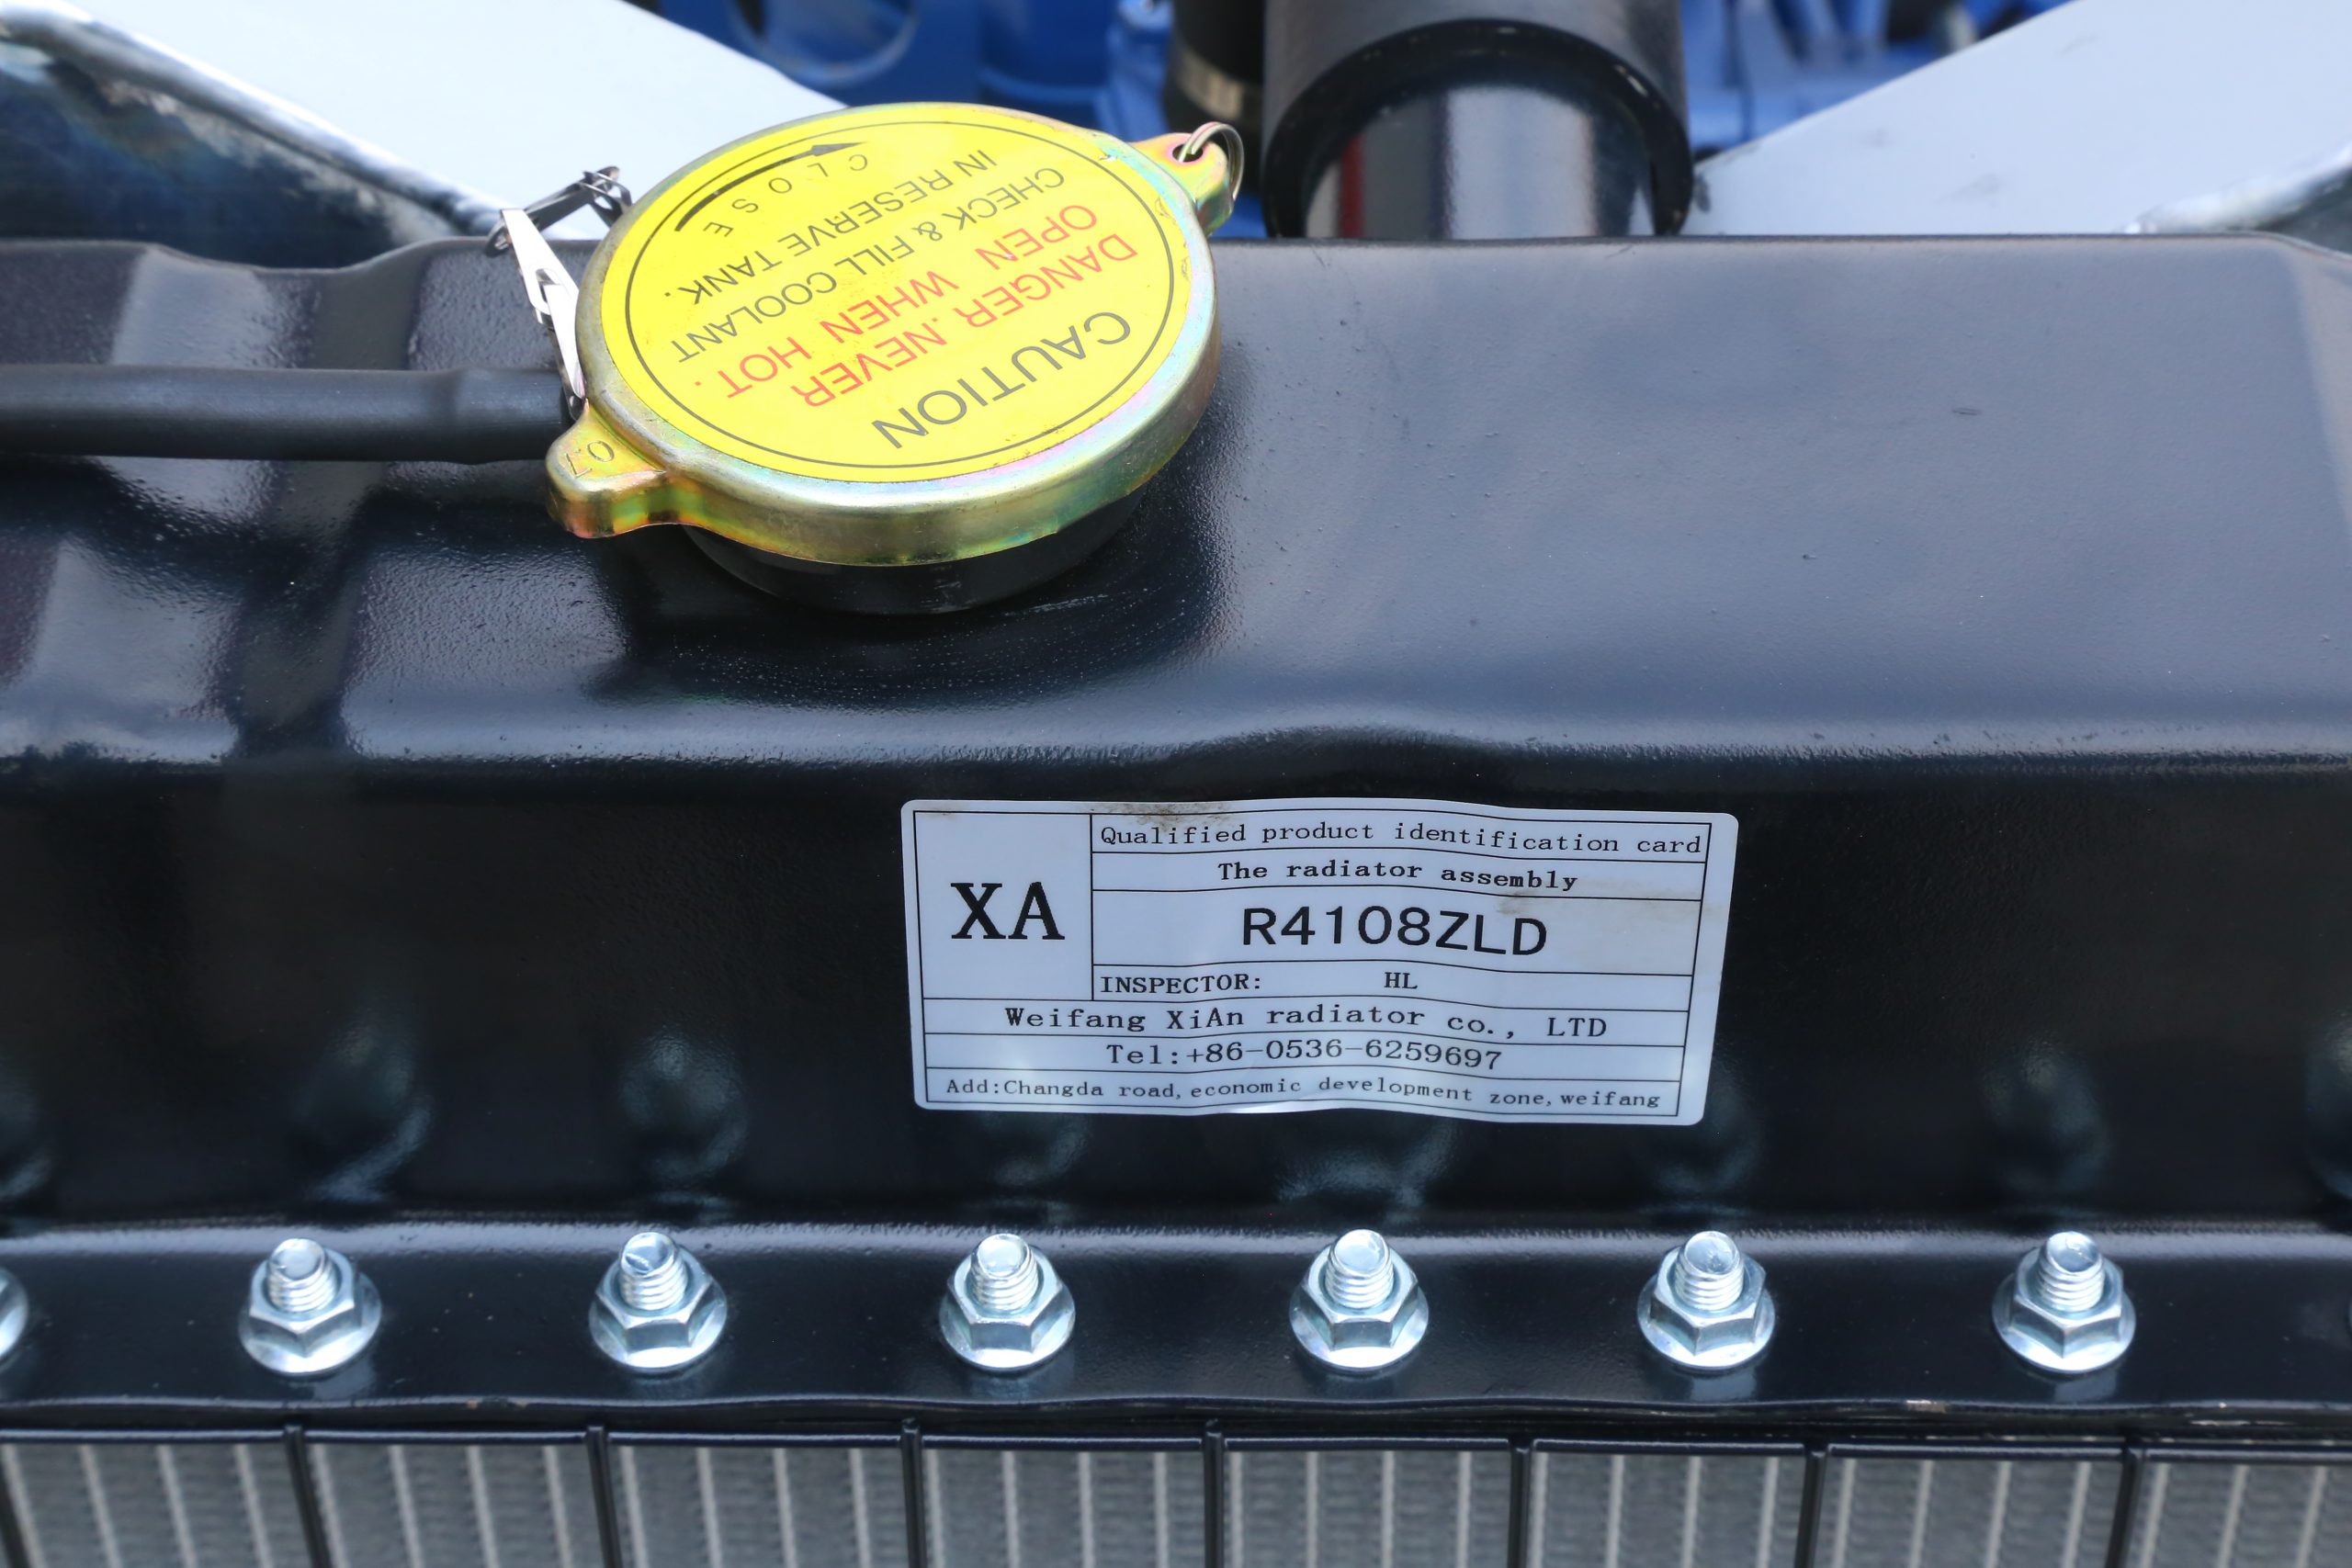 CAUTION
DANGER.NEVER
OPEN WHEN HOT.
CHECK & FILL COOLANT
IN RESERVE TANK.
CLOSE
0.7
XA
Qualified product identification card
The radiator assembly
R4108ZLD
INSPECTOR: HL
Weifang XiAn radiator co., LTD
Tel:+86-0536-6259697
Add:Changda road,economic development zone,weifang